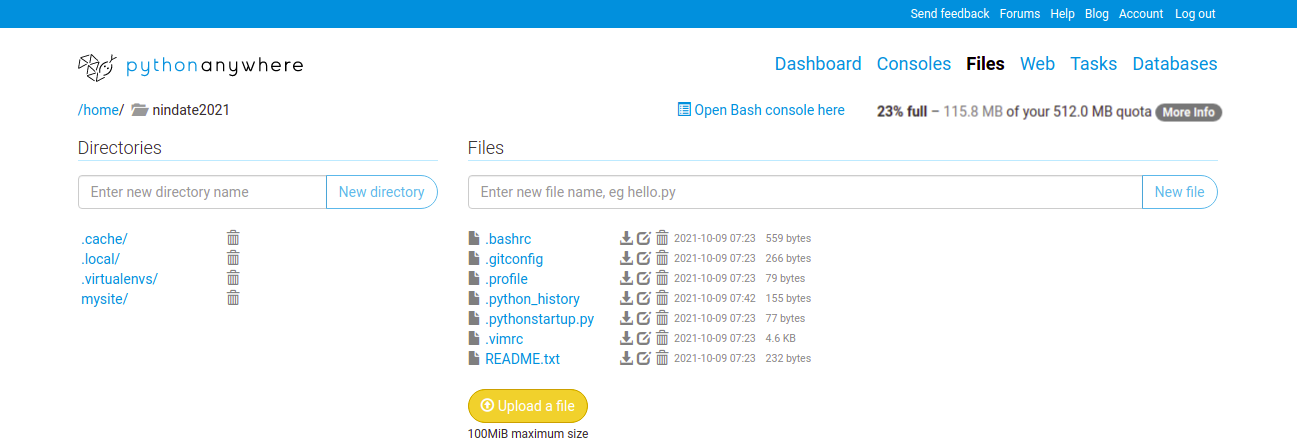 Send feedback Forums Help Blog Account Log out
pythonanywhere
Dashboard Consoles Files Web Tasks Databases
/home/ nindate2021
Open Bash console here
23% full – 115.8 MB of your 512.0 MB quota More Info
Directories
Files
Enter new directory name New directory
Enter new file name, eg hello.py New file
.cache/
.local/
.virtualenvs/
mysite/
.bashrc 2021-10-09 07:23 559 bytes
.gitconfig 2021-10-09 07:23 266 bytes
.profile 2021-10-09 07:23 79 bytes
.python_history 2021-10-09 07:42 155 bytes
.pythonstartup.py 2021-10-09 07:23 77 bytes
.vimrc 2021-10-09 07:23 4.6 KB
README.txt 2021-10-09 07:23 232 bytes
Upload a file
100MiB maximum size